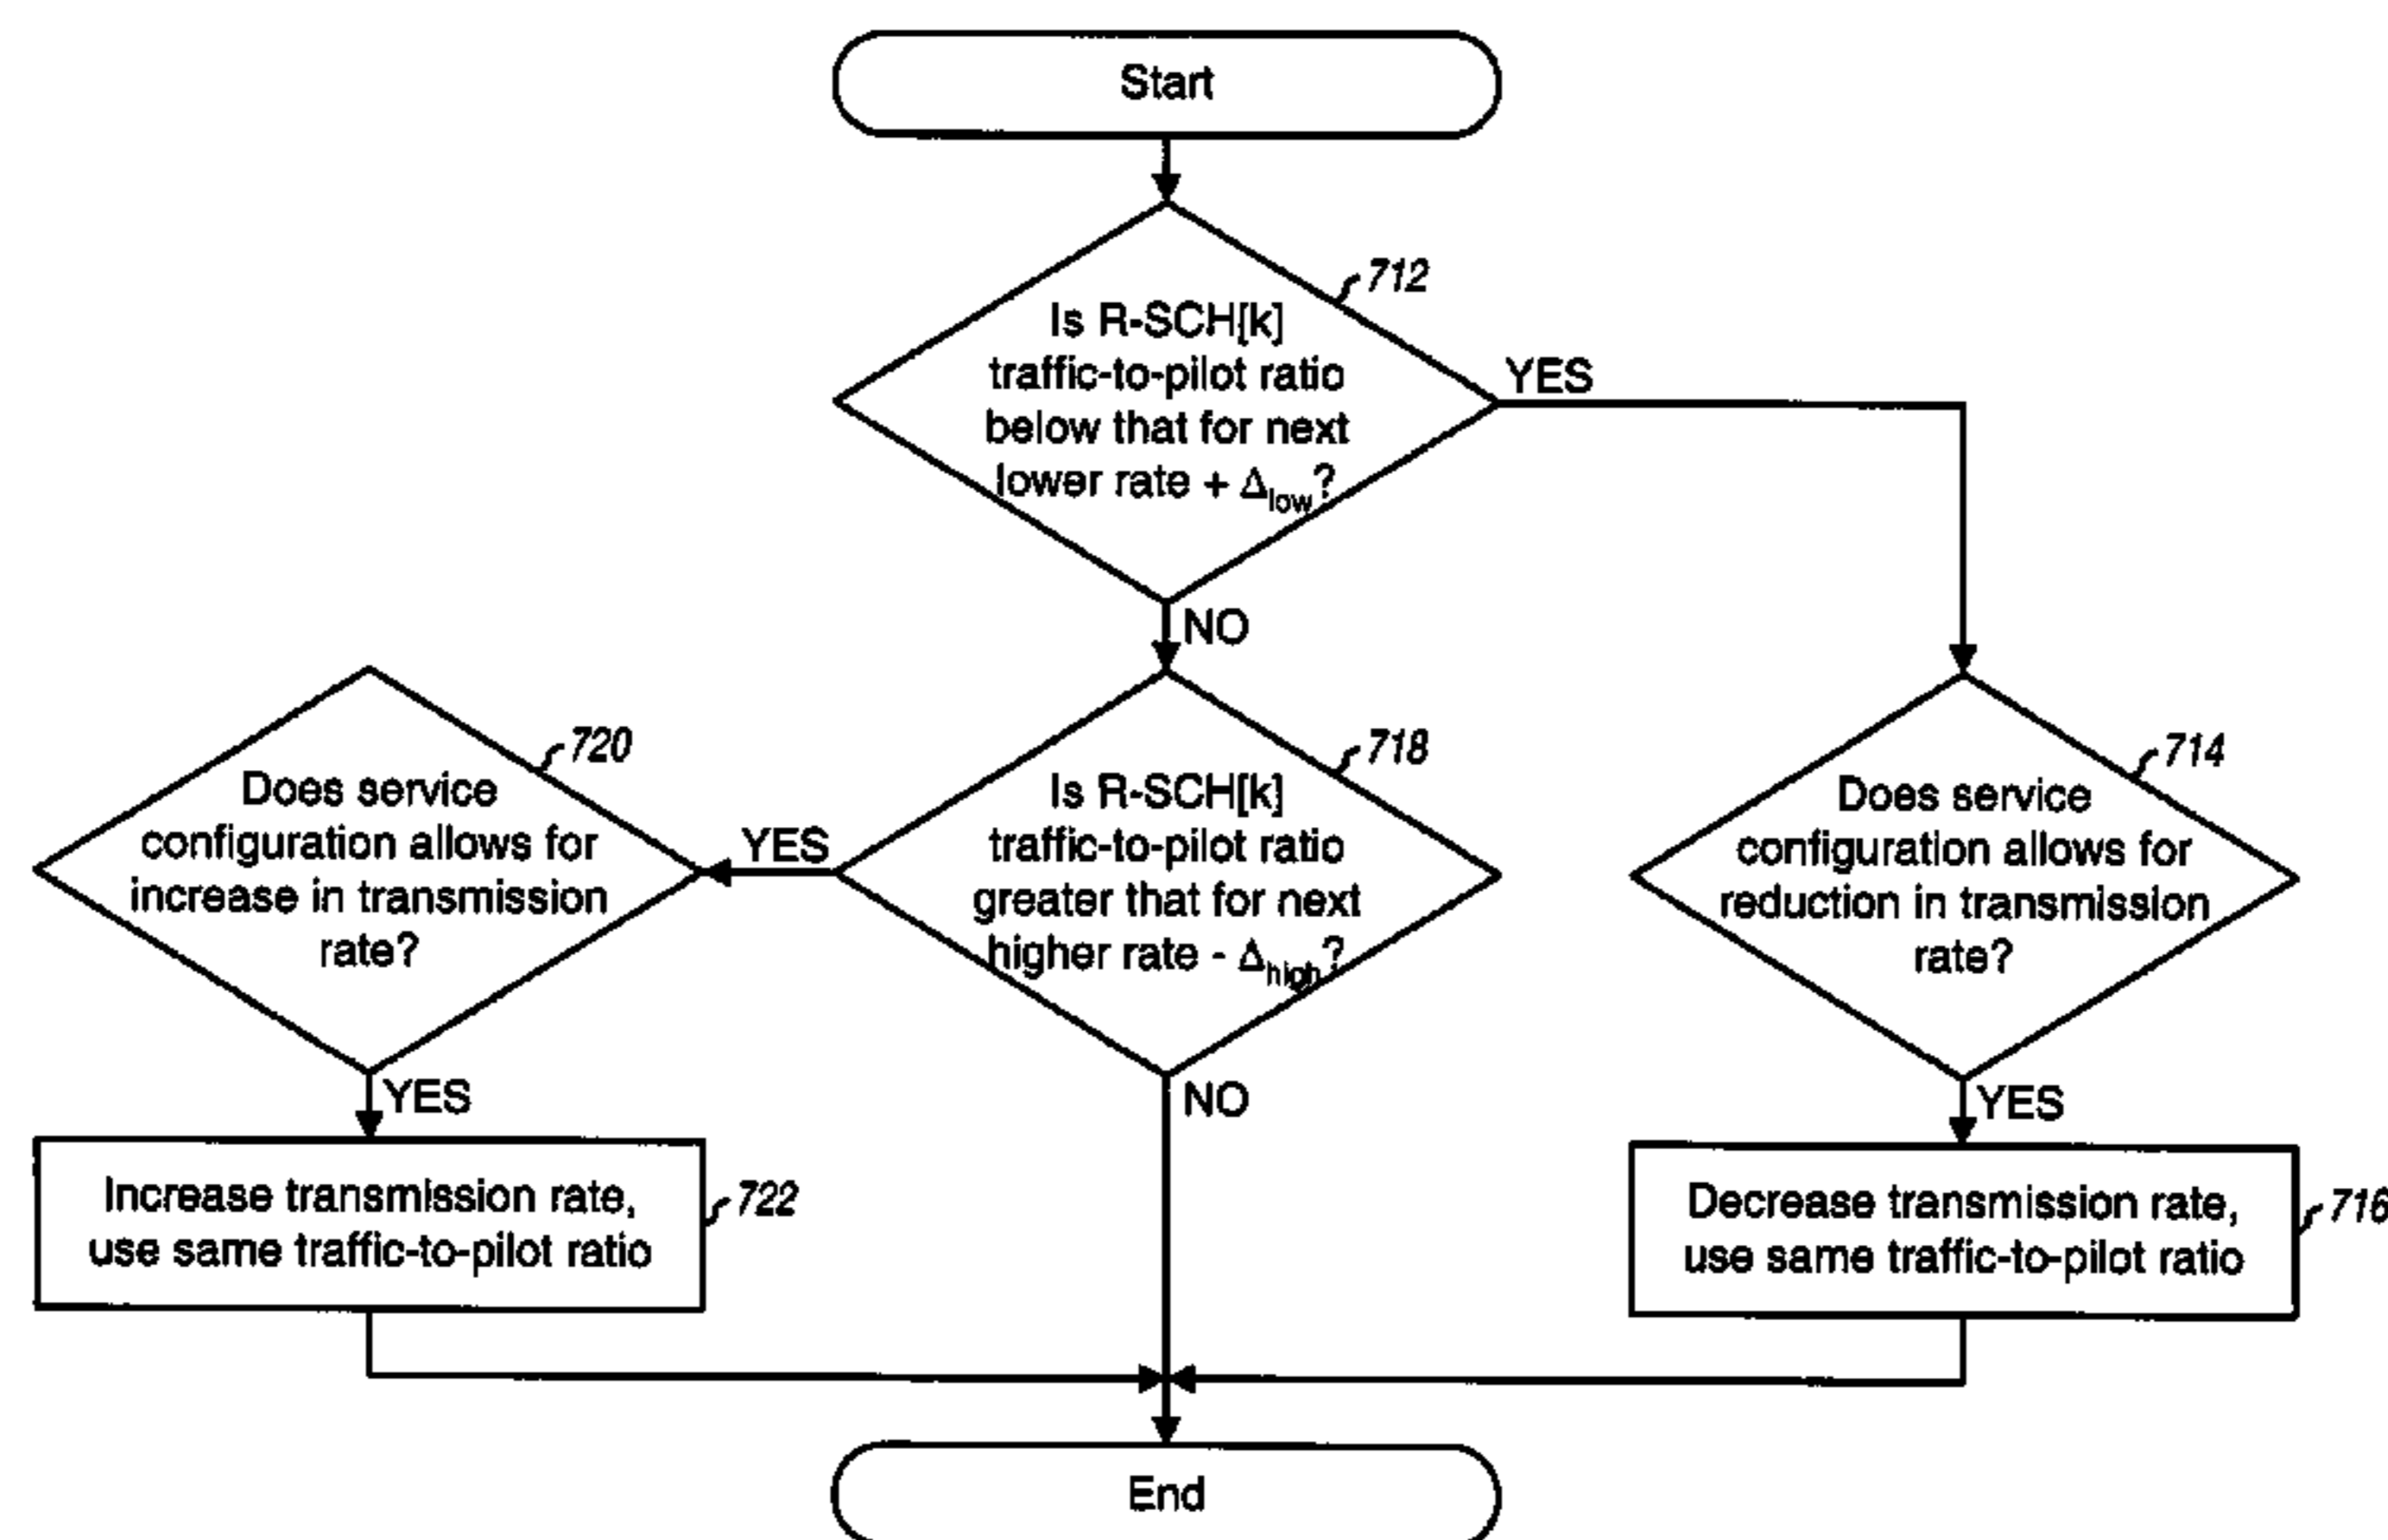 Start
712
Is R-SCH[k]
traffic-to-pilot ratio
below that for next
lower rate + Δlow?
YES
NO
720
Does service
configuration allows for
increase in transmission
rate?
YES
718
Is R-SCH[k]
traffic-to-pilot ratio
greater that for next
higher rate - Δhigh?
714
Does service
configuration allows for
reduction in transmission
rate?
YES
NO
YES
Increase transmission rate,
use same traffic-to-pilot ratio
722
Decrease transmission rate,
use same traffic-to-pilot ratio
716
End